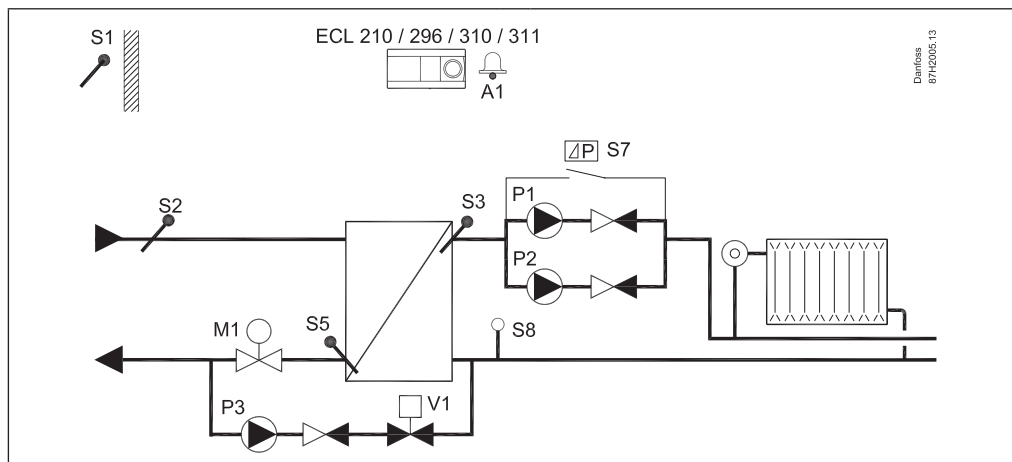 S1
ECL 210 / 296 / 310 / 311
A1
Danfoss
87H2005.13
ΔP S7
P1
S3
S2
P2
M1
S5
S8
P3
V1